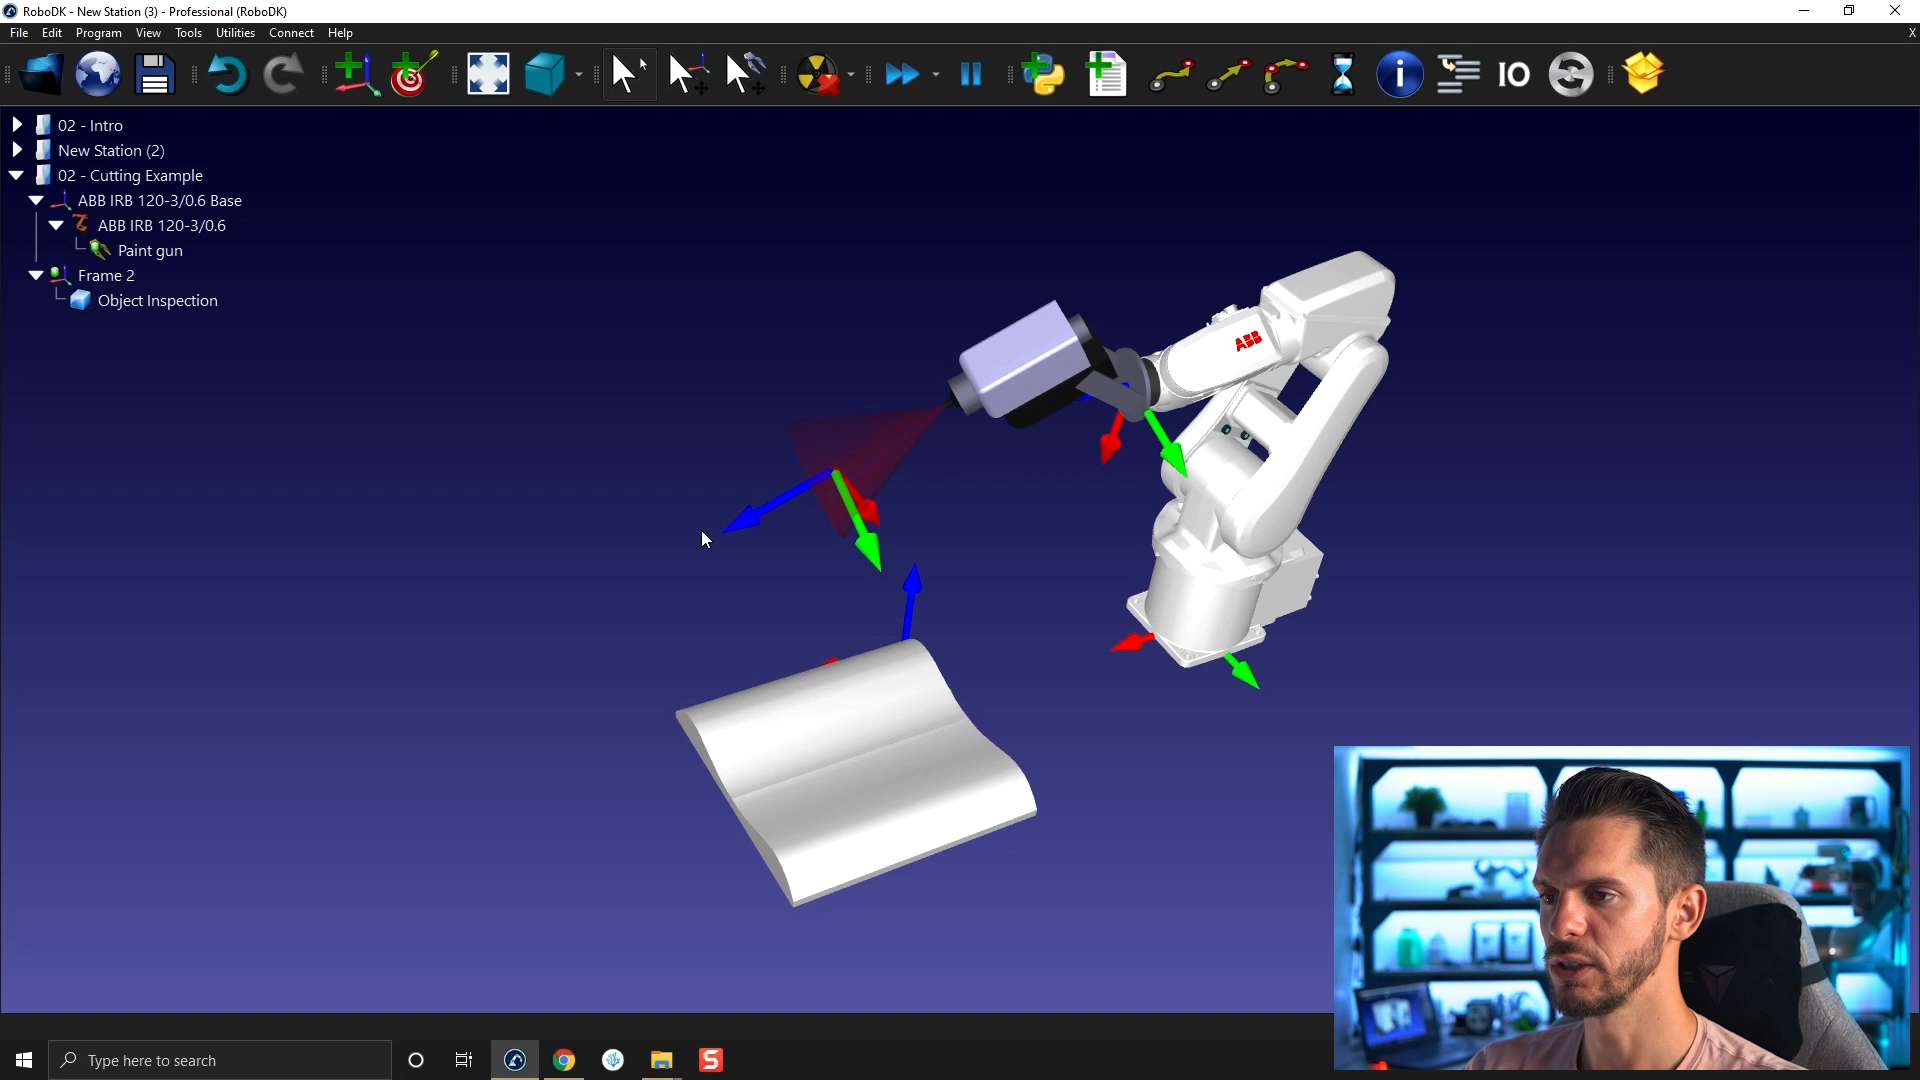 RoboDK - New Station (3) - Professional (RoboDK)
File Edit Program View Tools Utilities Connect Help X
IO
02 - Intro
New Station (2)
02 - Cutting Example
ABB IRB 120-3/0.6 Base
ABB IRB 120-3/0.6
Paint gun
Frame 2
Object Inspection
ABB
Type here to search